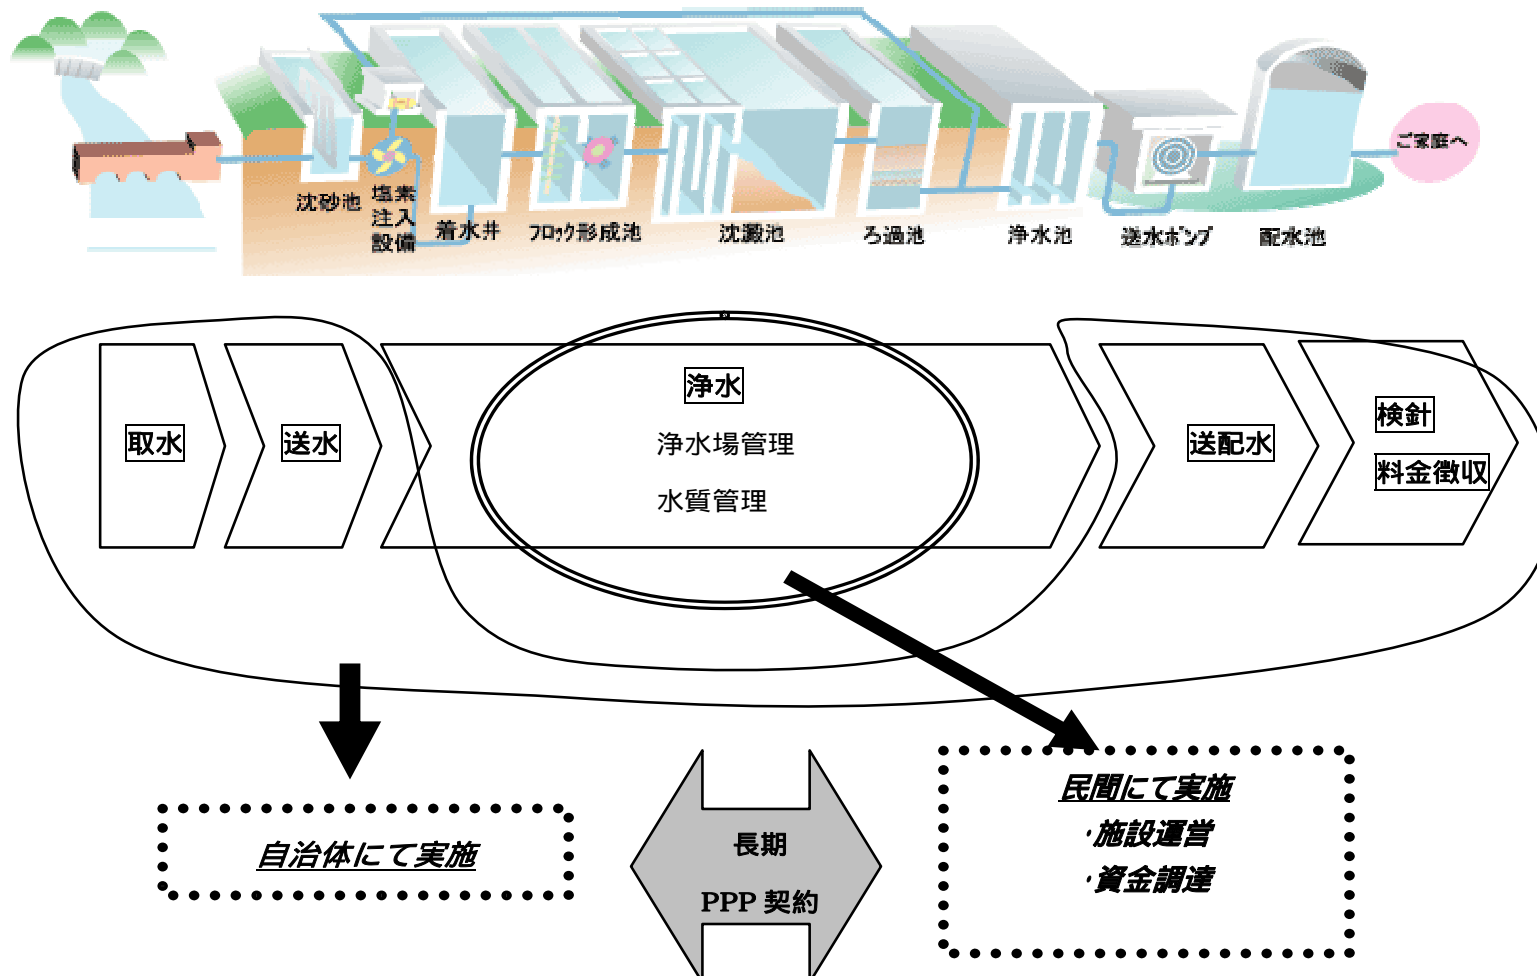 ご家庭へ
沈砂池
塩素
注入
設備
着水井
フロック形成池
沈澱池
ろ過池
浄水池
送水ポンプ
配水池
取水
送水
浄水
浄水場管理
水質管理
送配水
検針
料金徴収
自治体にて実施
長期
PPP 契約
民間にて実施
・施設運営
・資金調達